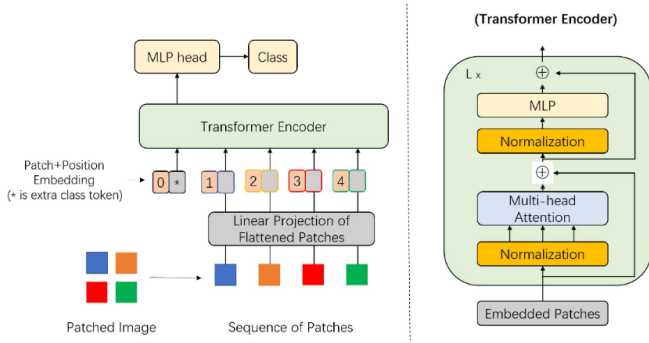 (Transformer Encoder)
MLP head
Class
L x
MLP
Transformer Encoder
Normalization
Patch+Position
Embedding
(* is extra class token)
0 *
1
2
3
4
Multi-head
Attention
Linear Projection of
Flattened Patches
Normalization
Embedded Patches
Patched Image
Sequence of Patches